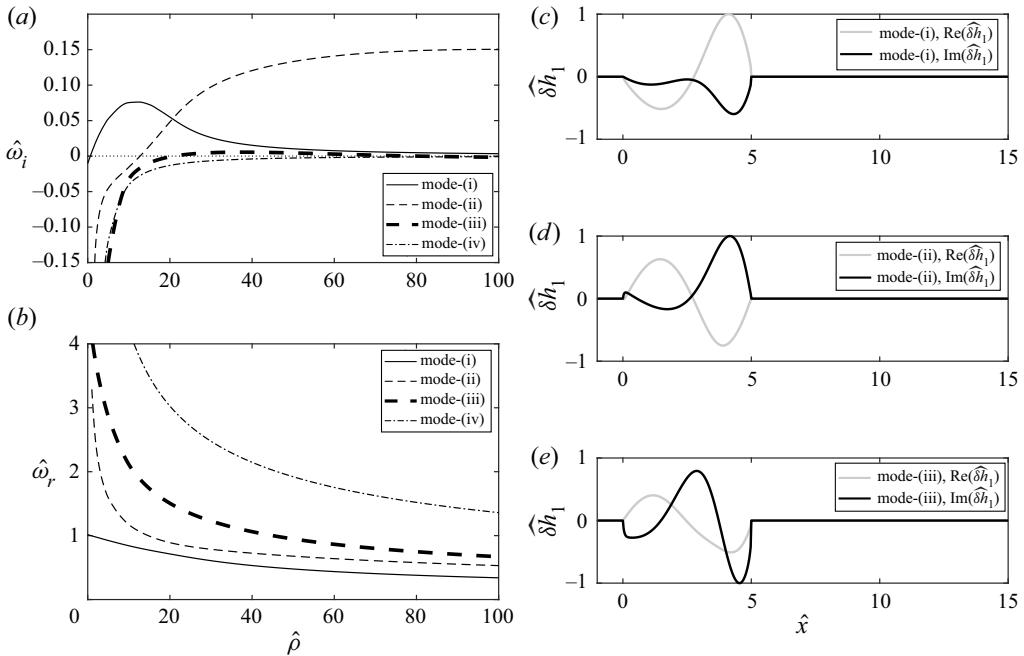 (a)
0.15
0.10
0.05
0
–0.05
–0.10
–0.15
ω̂i
mode-(i)
mode-(ii)
mode-(iii)
mode-(iv)
0 20 40 60 80 100
(b)
4
3
2
1
ω̂r
mode-(i)
mode-(ii)
mode-(iii)
mode-(iv)
0 20 40 60 80 100
ρ̂
(c)
1
0
–1
δ̂h1
mode-(i), Re(δ̂h1)
mode-(i), Im(δ̂h1)
0 5 10 15
(d)
1
0
–1
δ̂h1
mode-(ii), Re(δ̂h1)
mode-(ii), Im(δ̂h1)
0 5 10 15
(e)
1
0
–1
δ̂h1
mode-(iii), Re(δ̂h1)
mode-(iii), Im(δ̂h1)
0 5 10 15
x̂